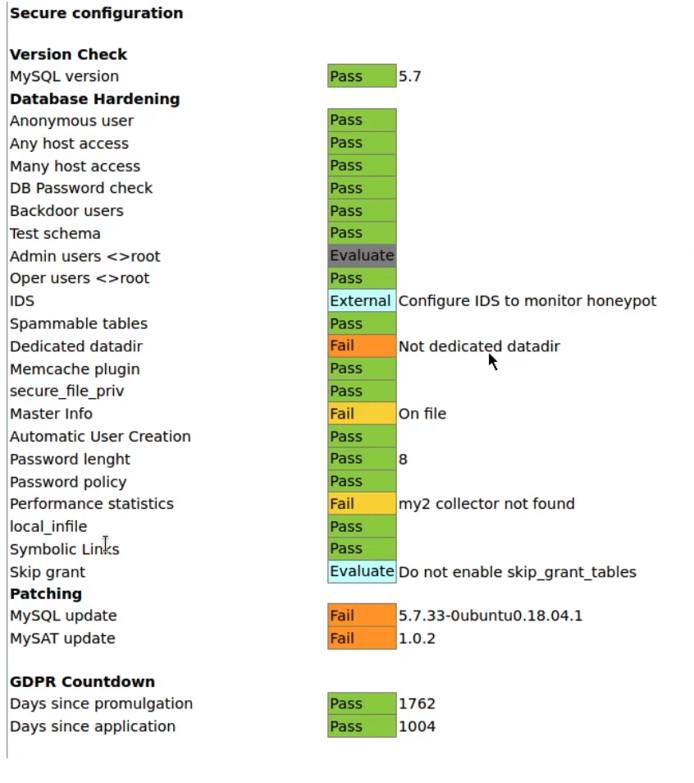 Secure configuration
Version Check
MySQL version Pass 5.7
Database Hardening
Anonymous user Pass
Any host access Pass
Many host access Pass
DB Password check Pass
Backdoor users Pass
Test schema Pass
Admin users <>root Evaluate
Oper users <>root Pass
IDS External Configure IDS to monitor honeypot
Spammable tables Pass
Dedicated datadir Fail Not dedicated datadir
Memcache plugin Pass
secure_file_priv Pass
Master Info Fail On file
Automatic User Creation Pass
Password lenght Pass 8
Password policy Pass
Performance statistics Fail my2 collector not found
local_infile Pass
Symbolic Links Pass
Skip grant Evaluate Do not enable skip_grant_tables
Patching
MySQL update Fail 5.7.33-0ubuntu0.18.04.1
MySAT update Fail 1.0.2
GDPR Countdown
Days since promulgation Pass 1762
Days since application Pass 1004